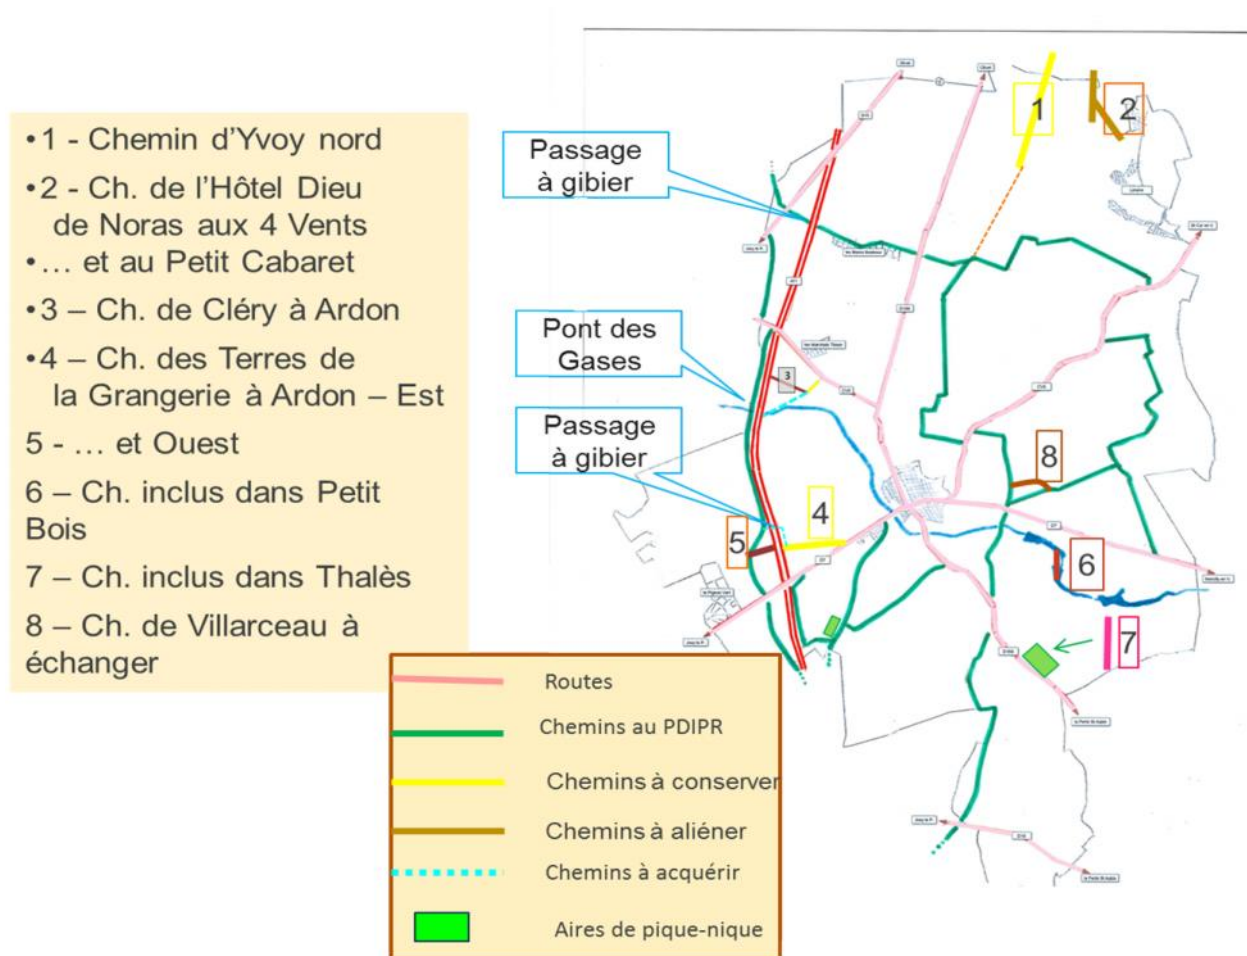 •1 - Chemin d'Yvoy nord
•2 - Ch. de l'Hôtel Dieu
de Noras aux 4 Vents
•... et au Petit Cabaret
•3 – Ch. de Cléry à Ardon
•4 – Ch. des Terres de
la Grangerie à Ardon – Est
5 - ... et Ouest
6 – Ch. inclus dans Petit
Bois
7 – Ch. inclus dans Thalès
8 – Ch. de Villarceau à
échanger
Passage
à gibier
Pont des
Gases
Passage
à gibier
1
2
3
4
5
6
7
8
Routes
Chemins au PDIPR
Chemins à conserver
Chemins à aliéner
Chemins à acquérir
Aires de pique-nique